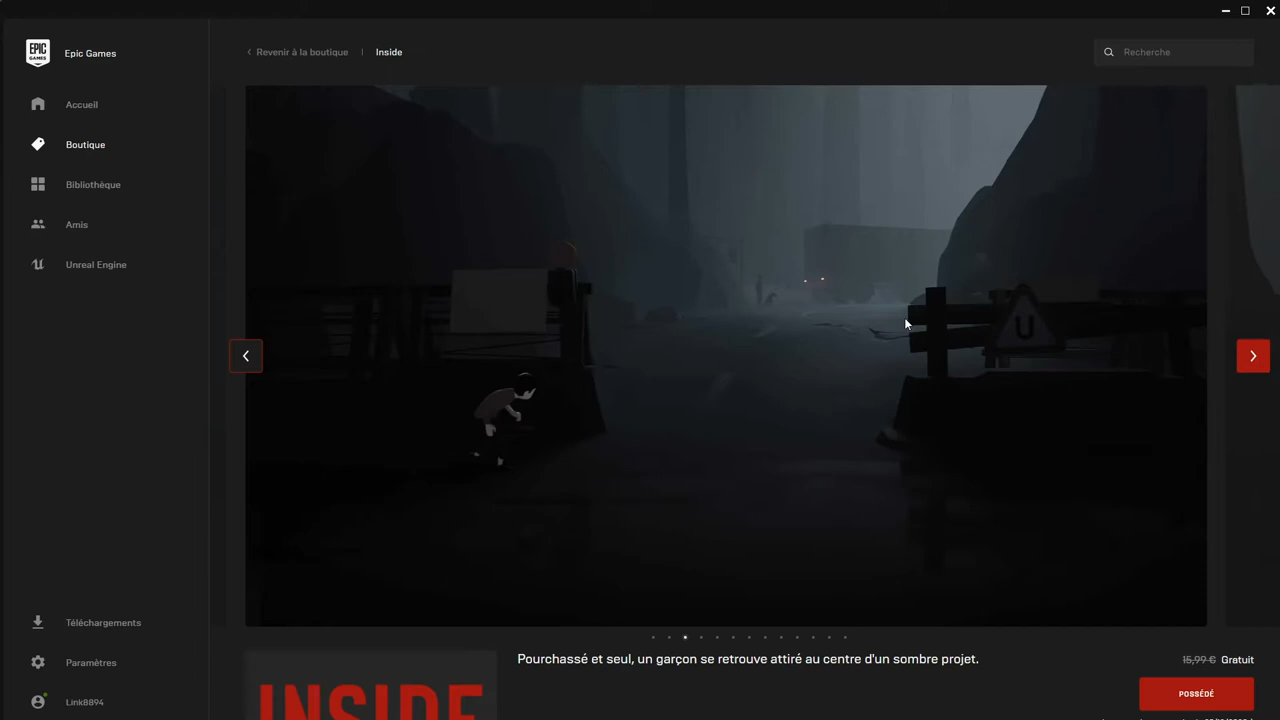 EPIC GAMES
Epic Games
Revenir à la boutique
Inside
Recherche
Accueil
Boutique
Bibliothèque
Amis
Unreal Engine
U
Téléchargements
Paramètres
Link8894
INSIDE
Pourchassé et seul, un garçon se retrouve attiré au centre d'un sombre projet.
15,99 € Gratuit
POSSÉDÉ